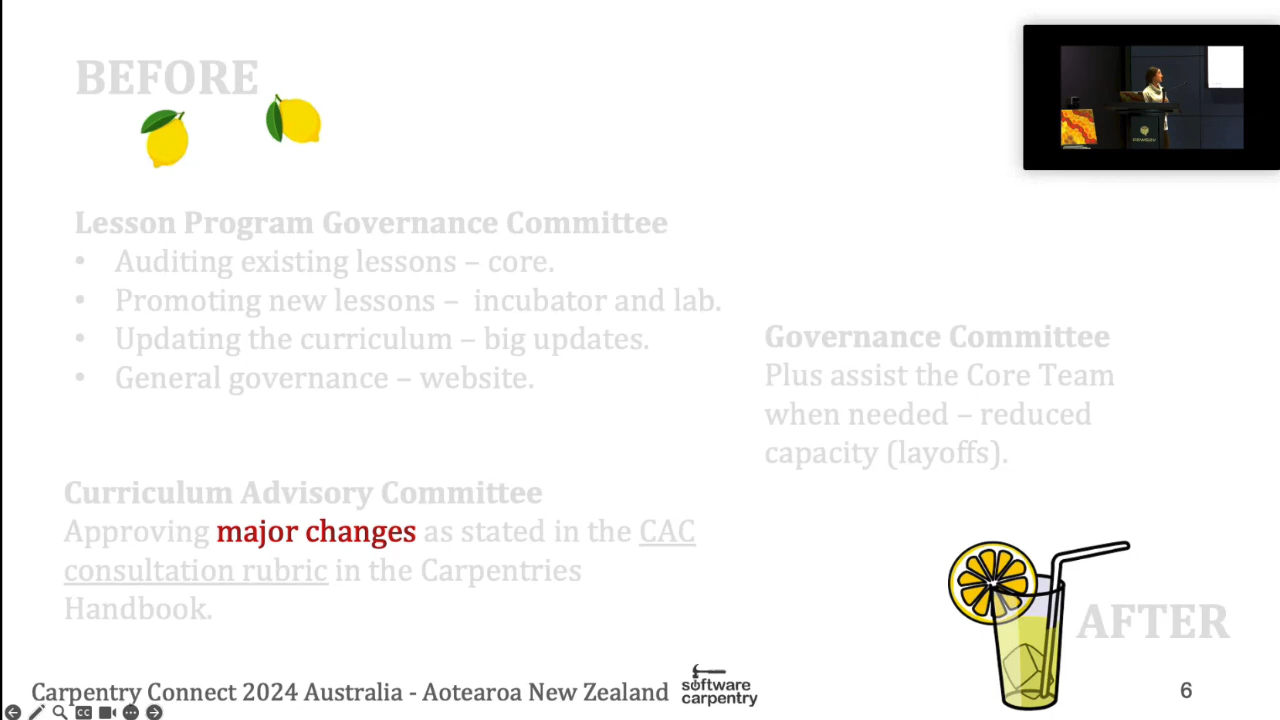 BEFORE
Lesson Program Governance Committee
• Auditing existing lessons – core.
• Promoting new lessons – incubator and lab.
• Updating the curriculum – big updates.
• General governance – website.
Governance Committee
Plus assist the Core Team
when needed – reduced
capacity (layoffs).
Curriculum Advisory Committee
Approving major changes as stated in the CAC
consultation rubric in the Carpentries
Handbook.
AFTER
Carpentry Connect 2024 Australia - Aotearoa New Zealand
software
carpentry
6
CC